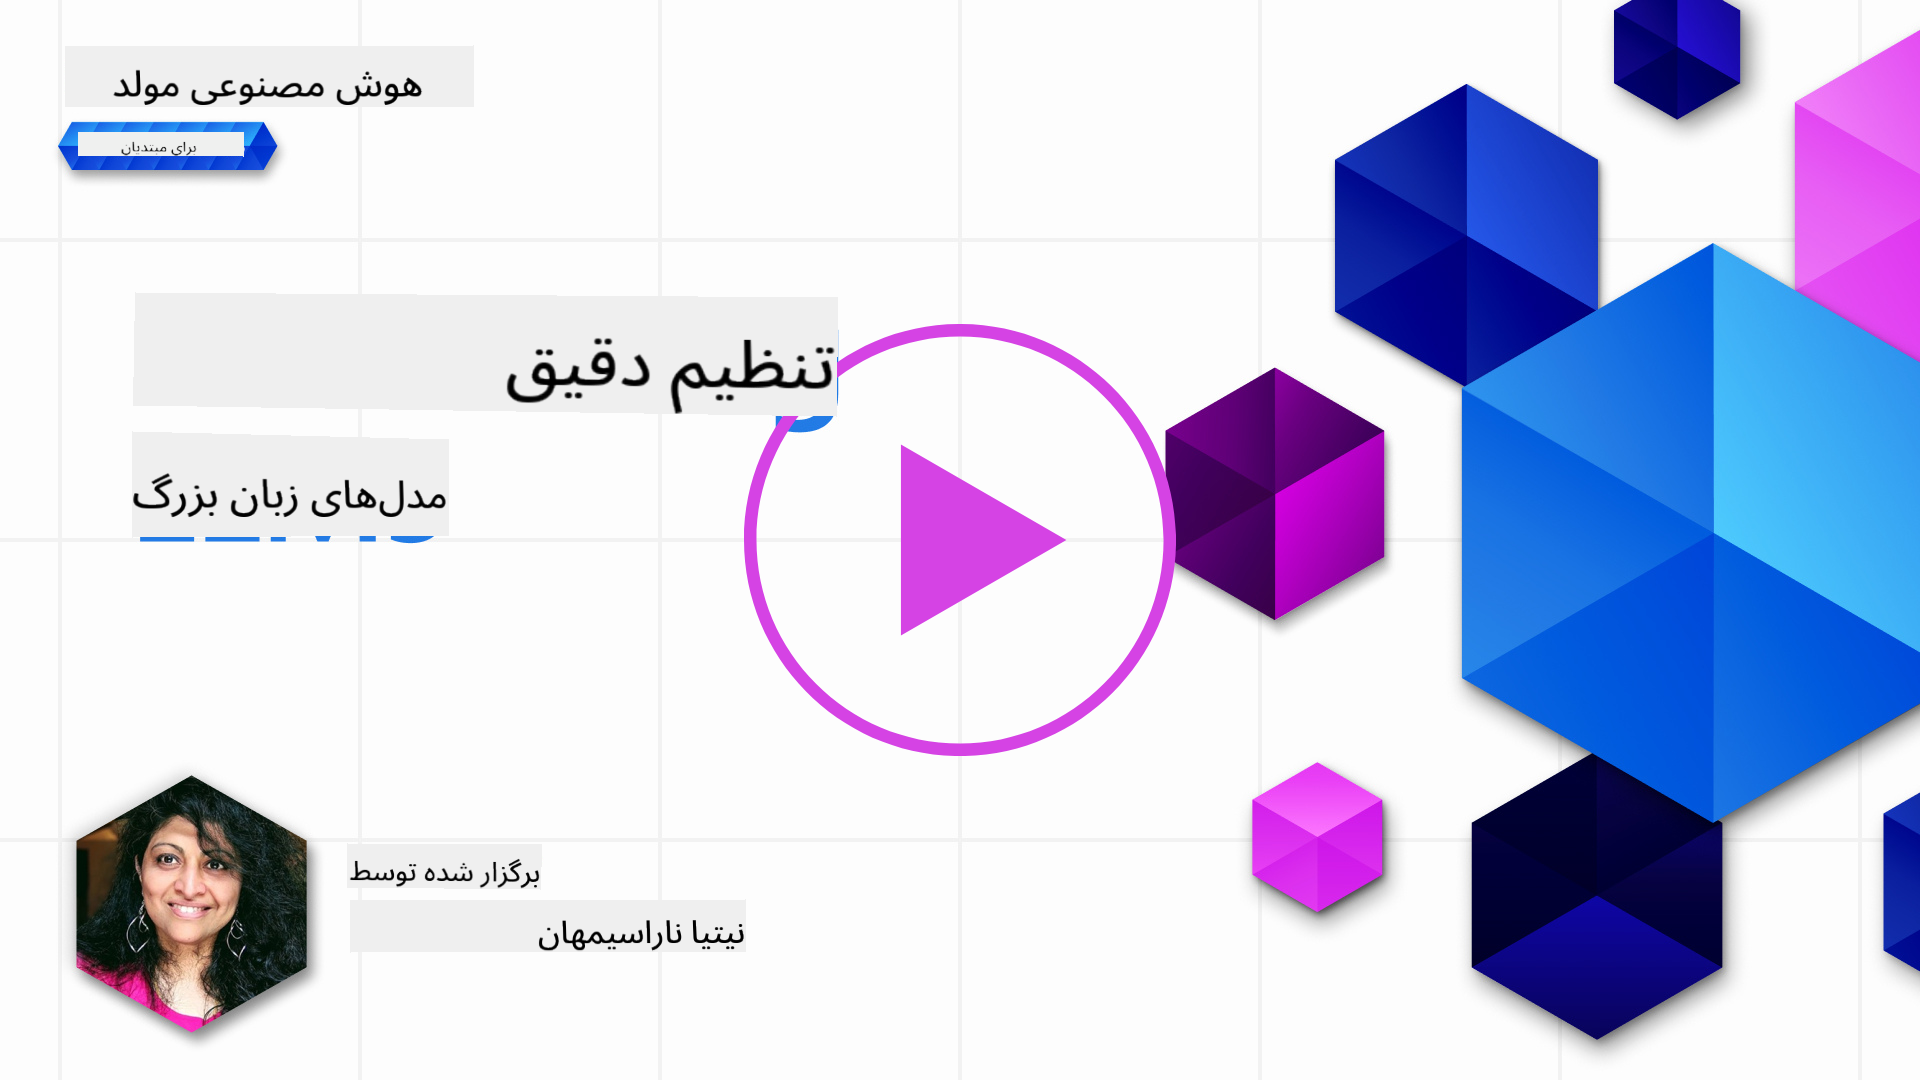 هوش مصنوعی مولد
برای مبتدیان
تنظیم دقیق
مدل‌های زبان بزرگ
برگزار شده توسط
نیتیا ناراسیمهان